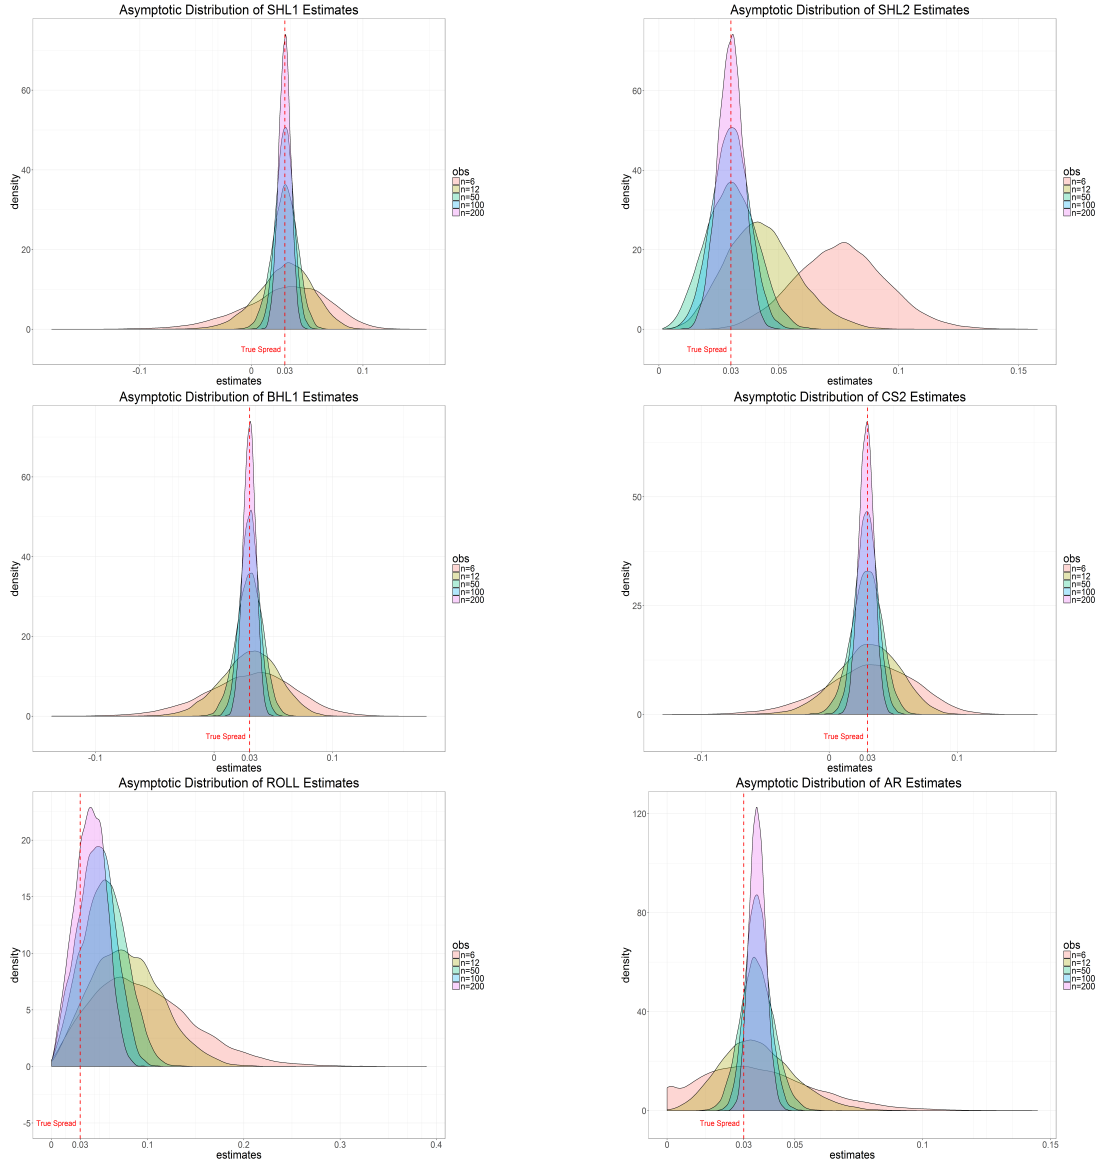 Asymptotic Distribution of SHL1 Estimates
density
60
40
20
0
True Spread
-0.1
0
0.03
0.1
estimates
obs
n=6
n=12
n=50
n=100
n=200
Asymptotic Distribution of SHL2 Estimates
density
60
40
20
0
True Spread
0
0.03
0.05
0.1
0.15
estimates
obs
n=6
n=12
n=50
n=100
n=200
Asymptotic Distribution of BHL1 Estimates
density
60
40
20
0
True Spread
-0.1
0
0.03
0.1
estimates
obs
n=6
n=12
n=50
n=100
n=200
Asymptotic Distribution of CS2 Estimates
density
50
25
0
True Spread
-0.1
0
0.03
0.1
estimates
obs
n=6
n=12
n=50
n=100
n=200
Asymptotic Distribution of ROLL Estimates
density
20
15
10
5
0
-5
True Spread
0
0.03
0.1
0.2
0.3
0.4
estimates
obs
n=6
n=12
n=50
n=100
n=200
Asymptotic Distribution of AR Estimates
density
120
80
40
0
True Spread
0
0.03
0.05
0.1
0.15
estimates
obs
n=6
n=12
n=50
n=100
n=200